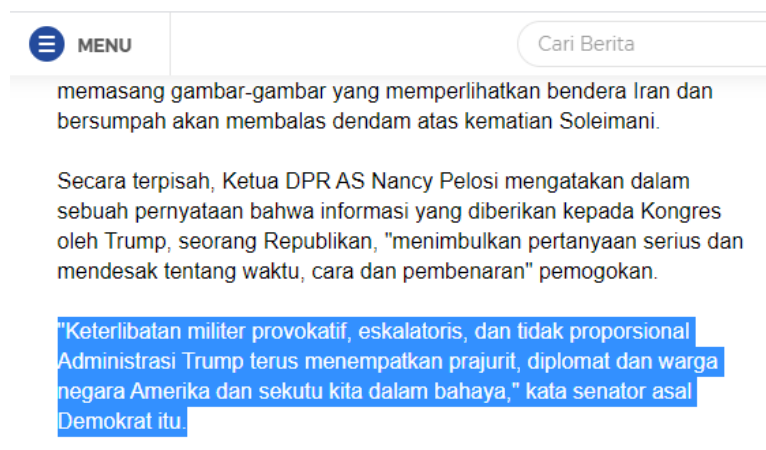 MENU
Cari Berita
memasang gambar-gambar yang memperlihatkan bendera Iran dan
bersumpah akan membalas dendam atas kematian Soleimani.
Secara terpisah, Ketua DPR AS Nancy Pelosi mengatakan dalam
sebuah pernyataan bahwa informasi yang diberikan kepada Kongres
oleh Trump, seorang Republikan, "menimbulkan pertanyaan serius dan
mendesak tentang waktu, cara dan pembenaran" pemogokan.
"Keterlibatan militer provokatif, eskalatoris, dan tidak proporsional
Administrasi Trump terus menempatkan prajurit, diplomat dan warga
negara Amerika dan sekutu kita dalam bahaya," kata senator asal
Demokrat itu.